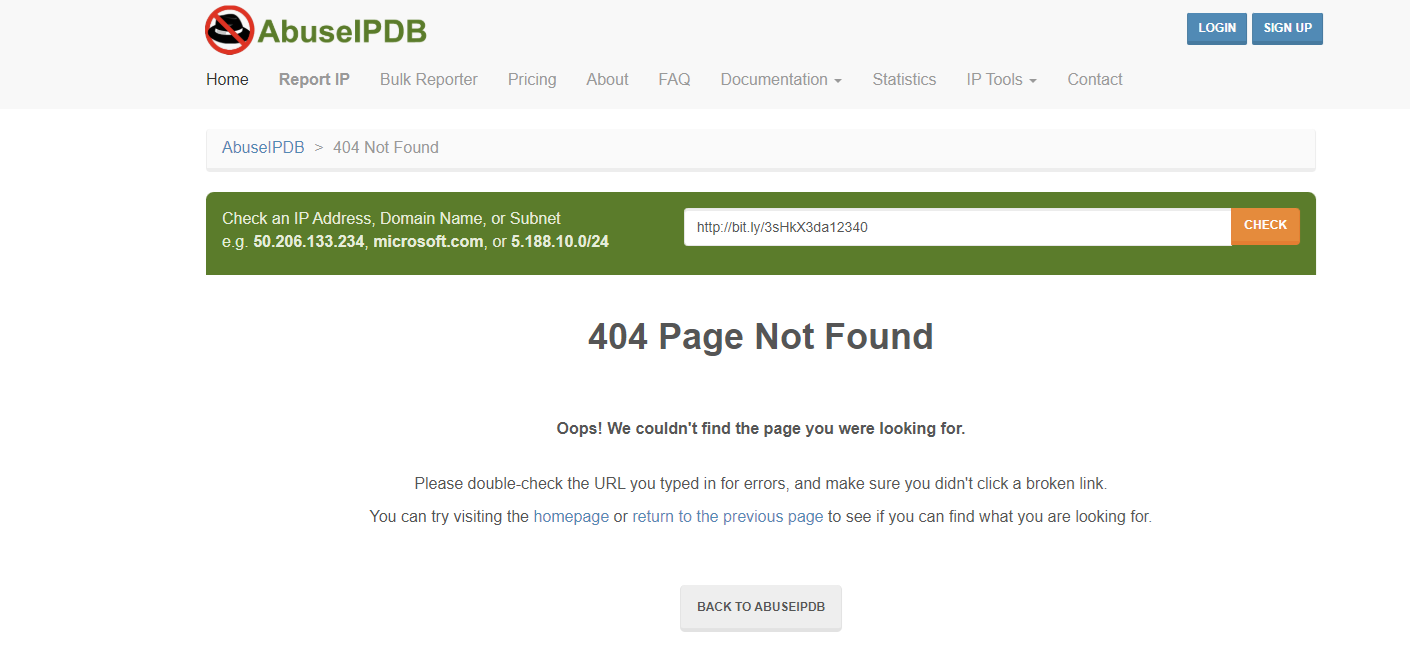 AbuseIPDB
LOGIN SIGN UP
Home Report IP Bulk Reporter Pricing About FAQ Documentation Statistics IP Tools Contact
AbuseIPDB > 404 Not Found
Check an IP Address, Domain Name, or Subnet
e.g. 50.206.133.234, microsoft.com, or 5.188.10.0/24
http://bit.ly/3sHkX3da12340 CHECK
404 Page Not Found
Oops! We couldn't find the page you were looking for.
Please double-check the URL you typed in for errors, and make sure you didn't click a broken link.
You can try visiting the homepage or return to the previous page to see if you can find what you are looking for.
BACK TO ABUSEIPDB